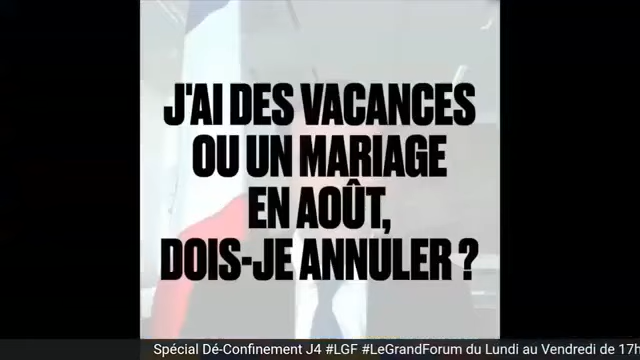 J'AI DES VACANCES
OU UN MARIAGE
EN AOÛT,
DOIS-JE ANNULER ?
Spécial Dé-Confinement J4 #LGF #LeGrandForum du Lundi au Vendredi de 17h